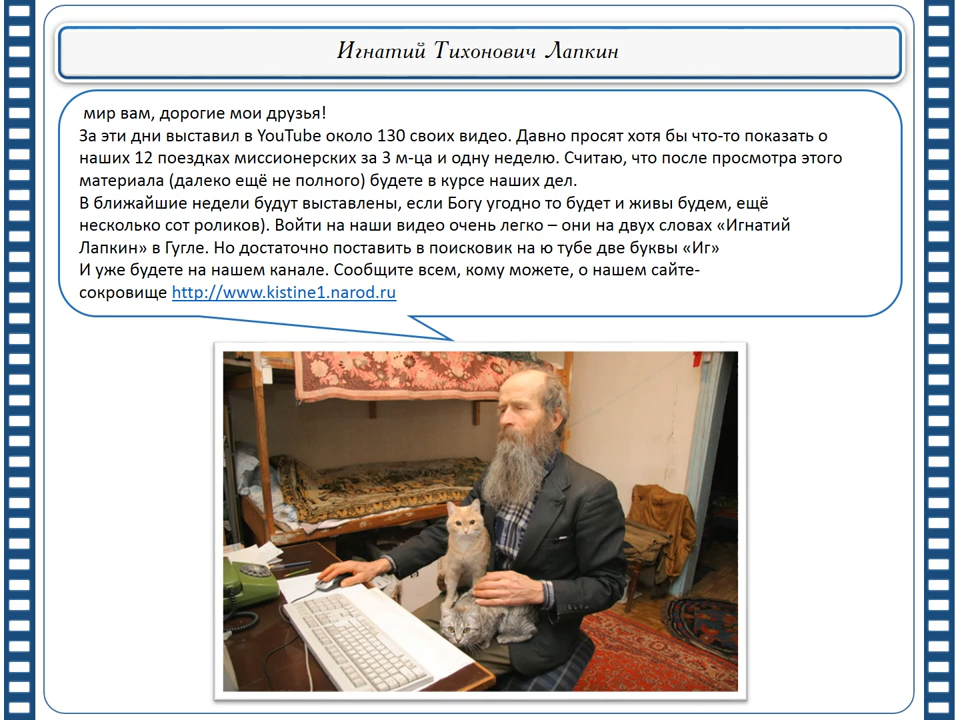 Игнатий Тихонович Лапкин
мир вам, дорогие мои друзья!
За эти дни выставил в YouTube около 130 своих видео. Давно просят хотя бы что-то показать о
наших 12 поездках миссионерских за 3 м-ца и одну неделю. Считаю, что после просмотра этого
материала (далеко ещё не полного) будете в курсе наших дел.
В ближайшие недели будут выставлены, если Богу угодно то будет и живы будем, ещё
несколько сот роликов). Войти на наши видео очень легко – они на двух словах «Игнатий
Лапкин» в Гугле. Но достаточно поставить в поисковик на ю тубе две буквы «Иг»
И уже будете на нашем канале. Сообщите всем, кому можете, о нашем сайте-
сокровище http://www.kistine1.narod.ru